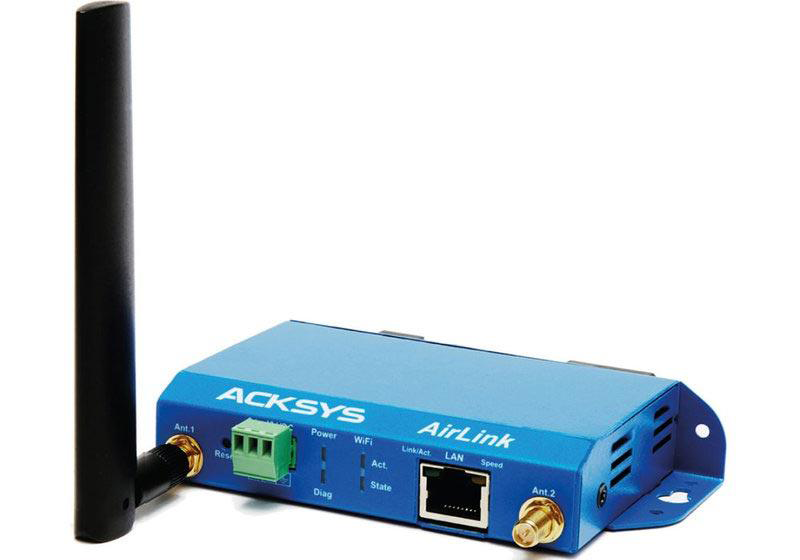 ACKSYS
AirLink
Ant.1
Power
WiFi
Link/Act.
LAN
Speed
Act.
Diag
State
Ant.2